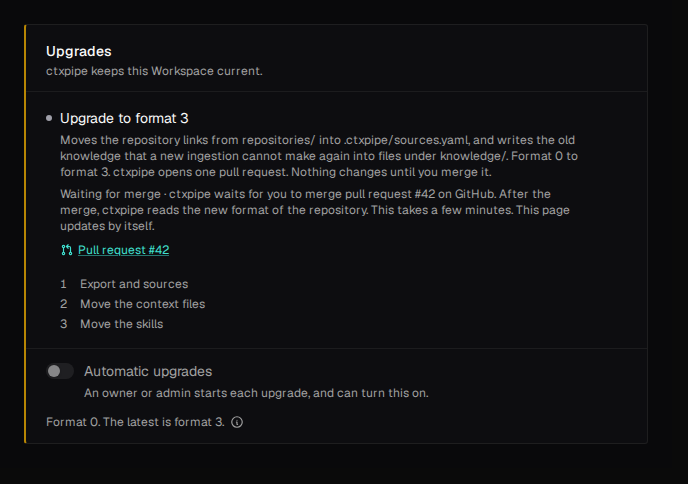 Upgrades
ctxpipe keeps this Workspace current.
Upgrade to format 3
Moves the repository links from repositories/ into .ctxpipe/sources.yaml, and writes the old
knowledge that a new ingestion cannot make again into files under knowledge/. Format 0 to
format 3. ctxpipe opens one pull request. Nothing changes until you merge it.
Waiting for merge · ctxpipe waits for you to merge pull request #42 on GitHub. After the
merge, ctxpipe reads the new format of the repository. This takes a few minutes. This page
updates by itself.
Pull request #42
1 Export and sources
2 Move the context files
3 Move the skills
Automatic upgrades
An owner or admin starts each upgrade, and can turn this on.
Format 0. The latest is format 3.